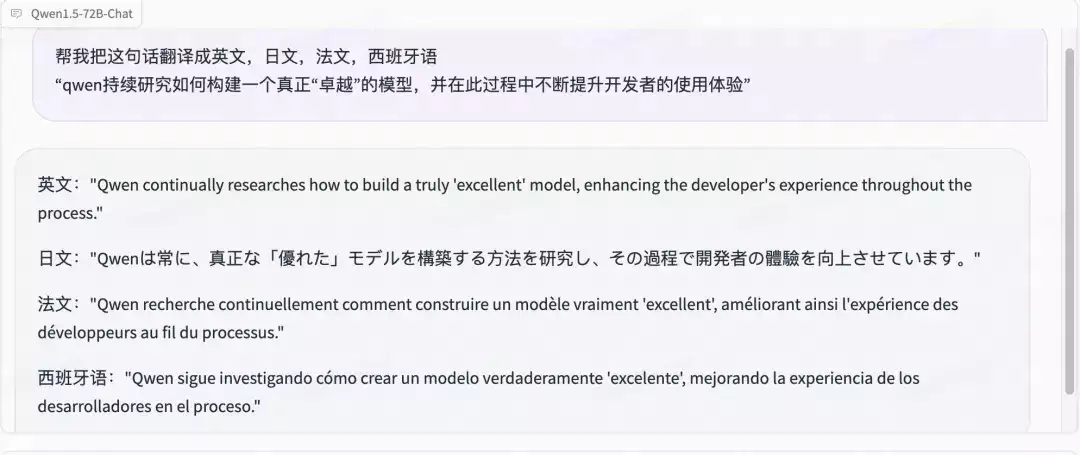 Qwen1.5-72B-Chat
帮我把这句话翻译成英文，日文，法文，西班牙语
“qwen持续研究如何构建一个真正“卓越”的模型，并在此过程中不断提升开发者的使用体验”
英文："Qwen continually researches how to build a truly 'excellent' model, enhancing the developer's experience throughout the
process."
日文："Qwenは常に、真正な「優れた」モデルを構築する方法を研究し、その過程で開発者の體驗を向上させています。"
法文："Qwen recherche continuellement comment construire un modèle vraiment 'excellent', améliorant ainsi l'expérience des
développeurs au fil du processus."
西班牙语："Qwen sigue investigando cómo crear un modelo verdaderamente 'excelente', mejorando la experiencia de los
desarrolladores en el proceso."